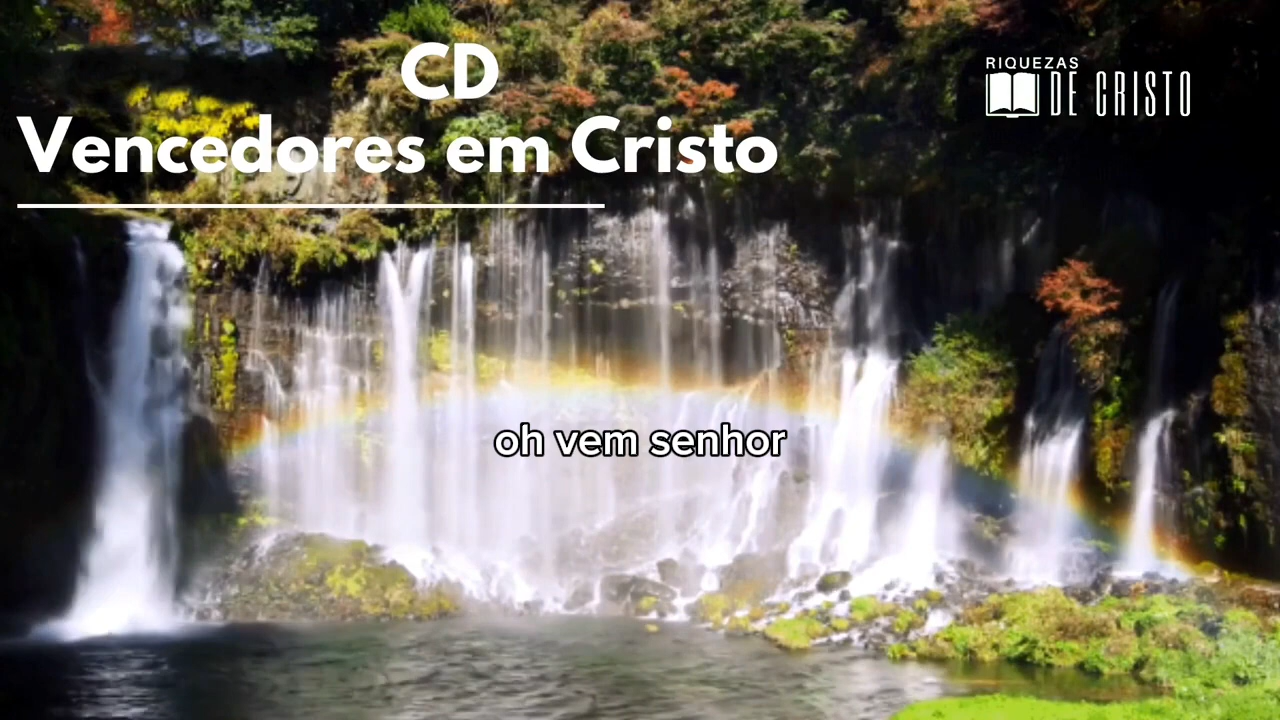 CD
Vencedores em Cristo
RIQUEZAS
DE CRISTO
oh vem senhor